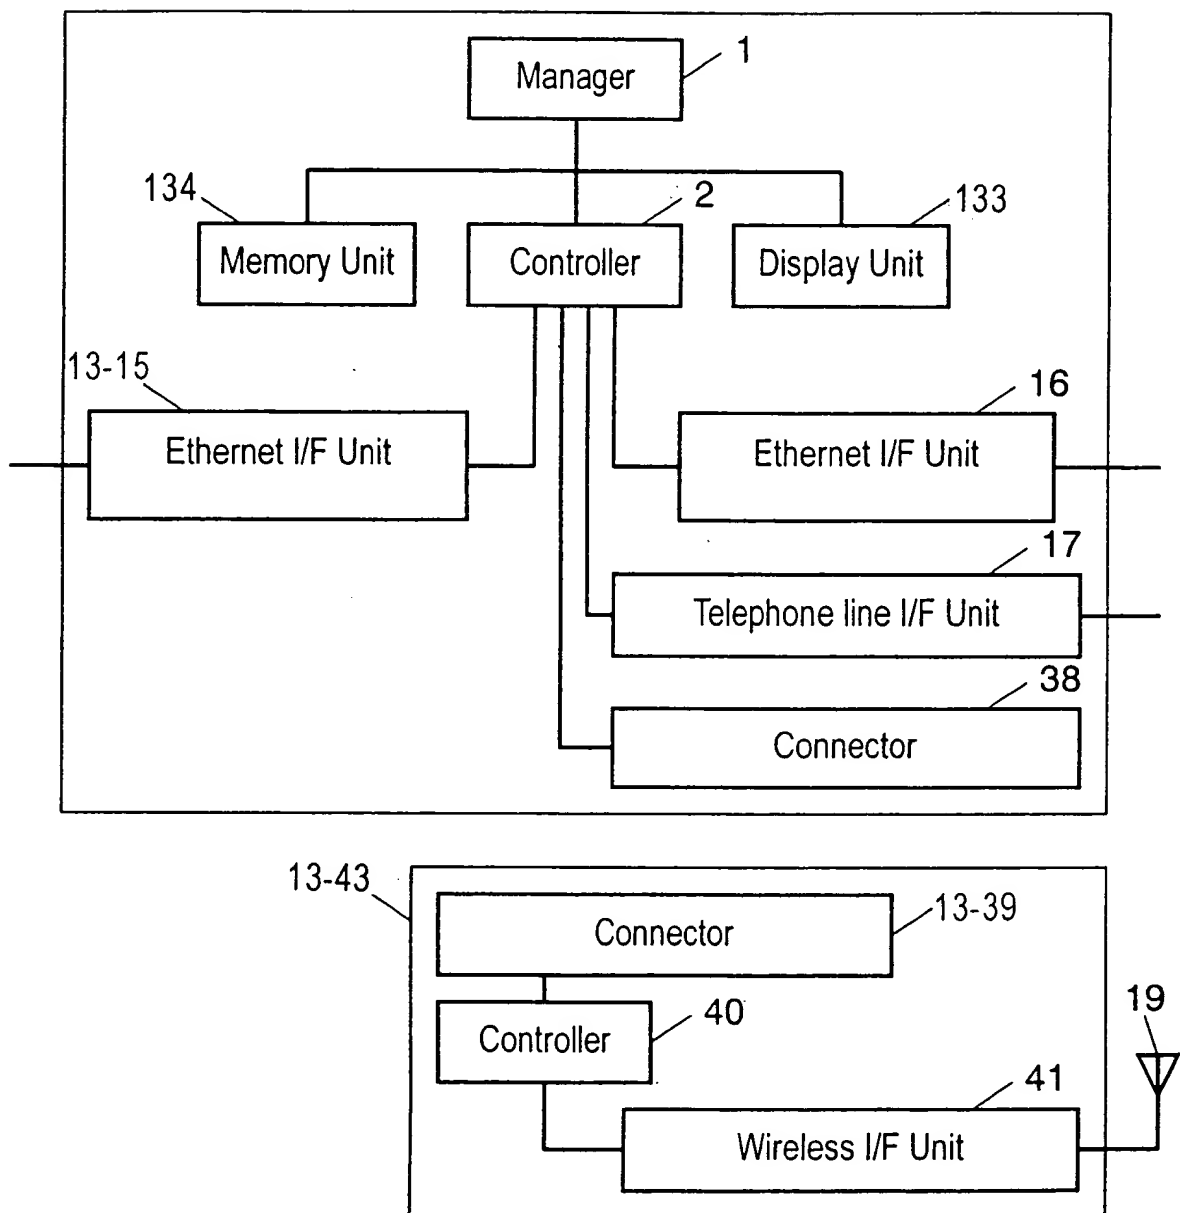 1
Manager
134
2
133
Memory Unit
Controller
Display Unit
13-15
16
Ethernet I/F Unit
Ethernet I/F Unit
17
Telephone line I/F Unit
38
Connector
13-43
13-39
Connector
40
19
Controller
41
Wireless I/F Unit